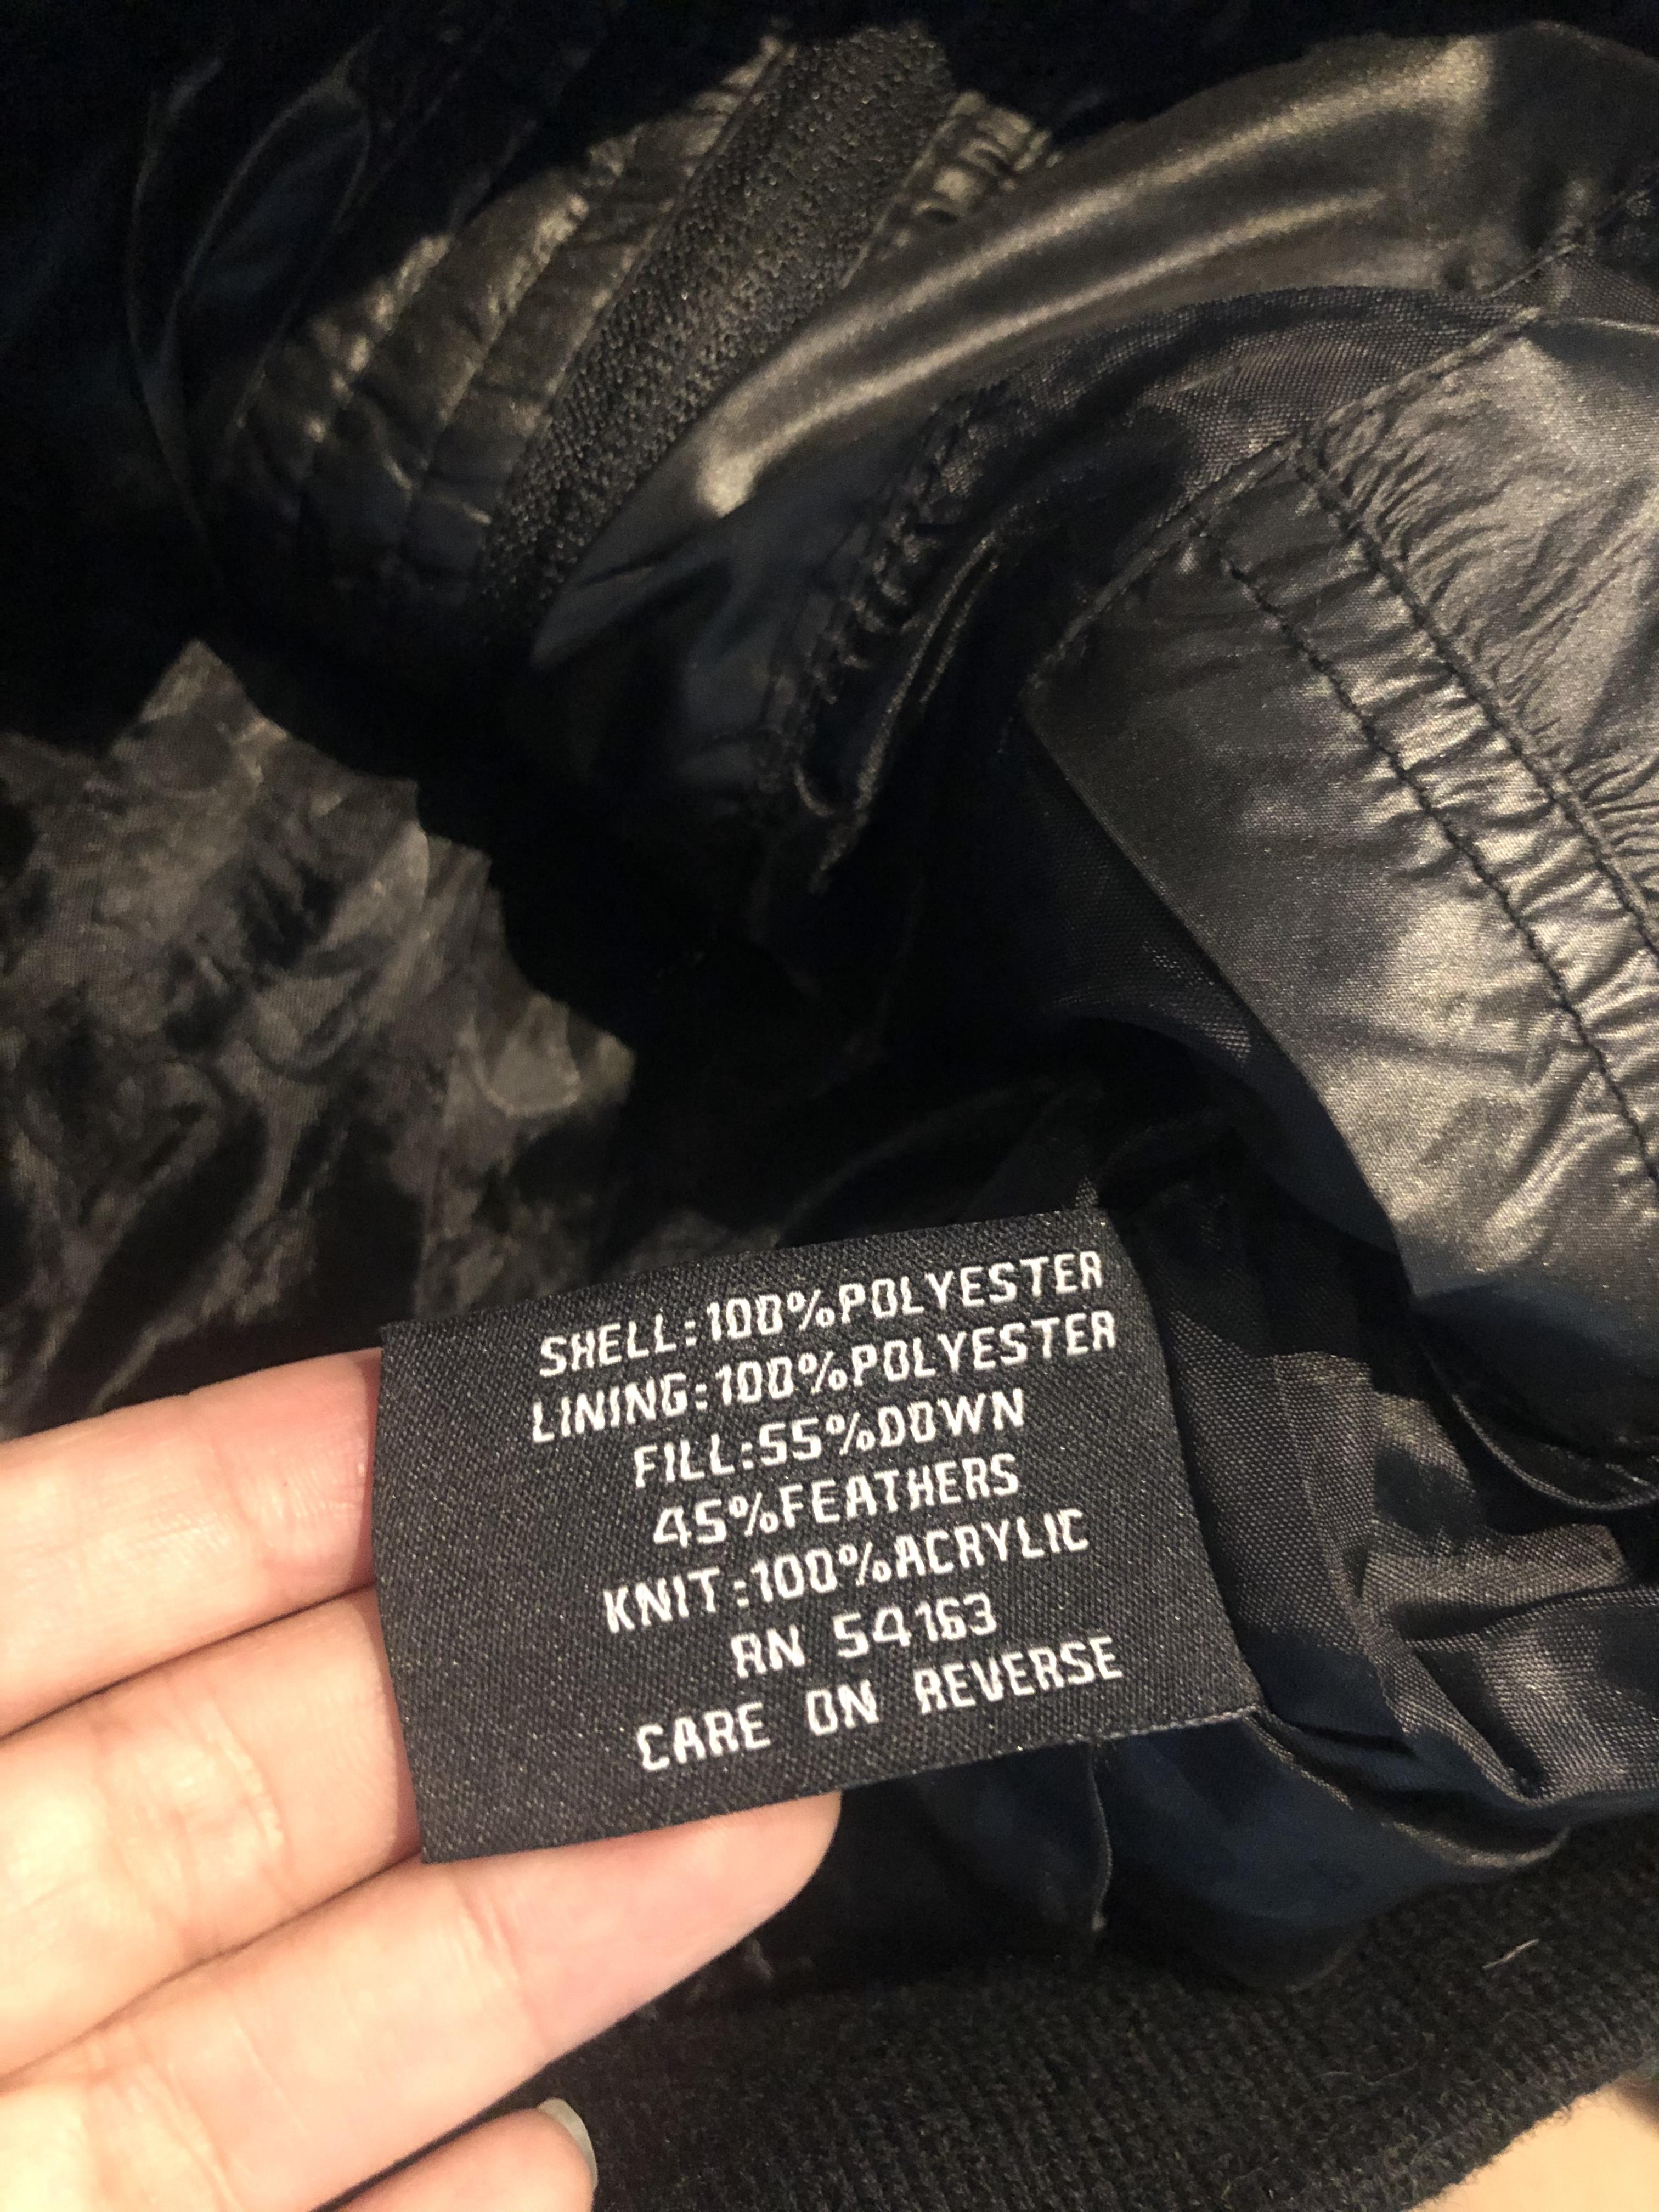 SHELL:100%POLYESTER
LINING:100%POLYESTER
FILL:55%DOWN
45%FEATHERS
KNIT:100%ACRYLIC
RN 54163
CARE ON REVERSE